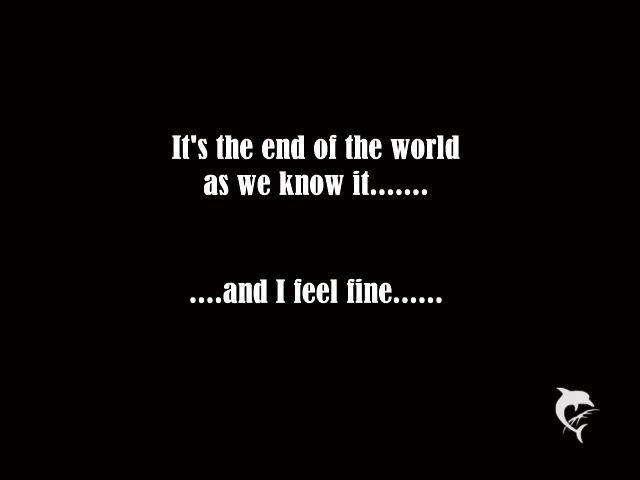 It's the end of the world
as we know it.......
....and I feel fine......